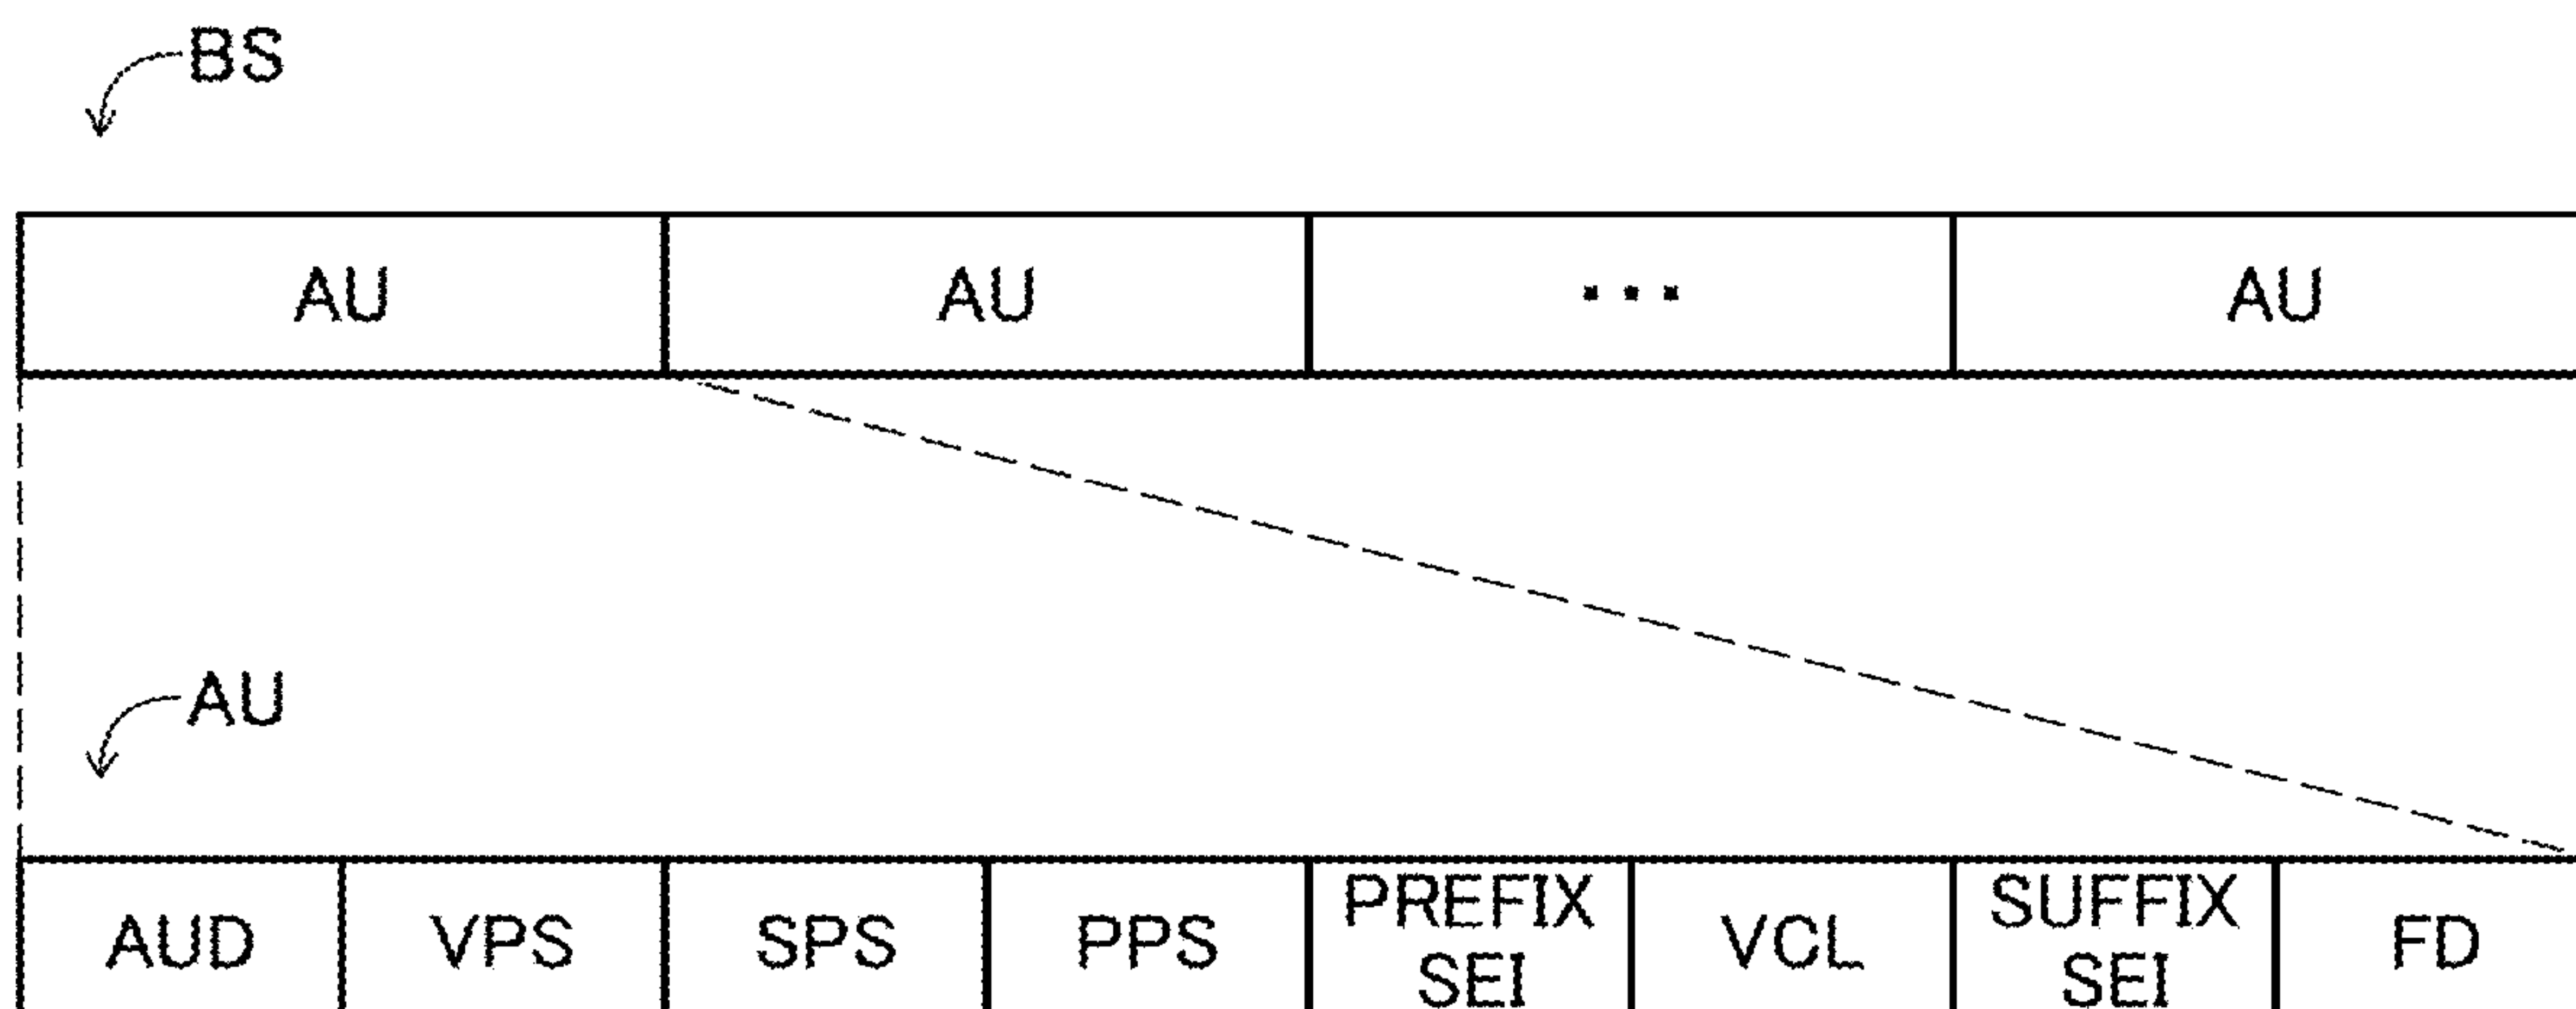 BS
AU AU ... AU
AU
AUD VPS SPS PPS PREFIX SEI VCL SUFFIX SEI FD